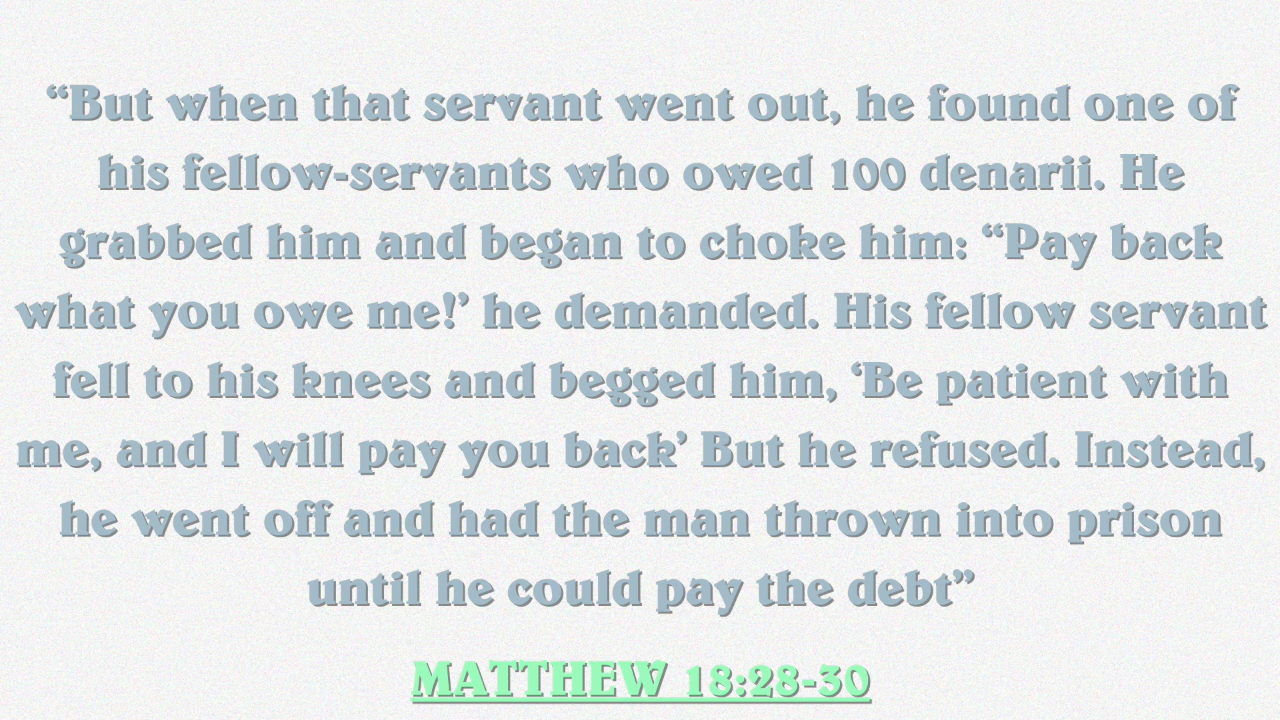 “But when that servant went out, he found one of
his fellow-servants who owed 100 denarii. He
grabbed him and began to choke him: “Pay back
what you owe me!’ he demanded. His fellow servant
fell to his knees and begged him, ‘Be patient with
me, and I will pay you back’ But he refused. Instead,
he went off and had the man thrown into prison
until he could pay the debt”
MATTHEW 18:28-30